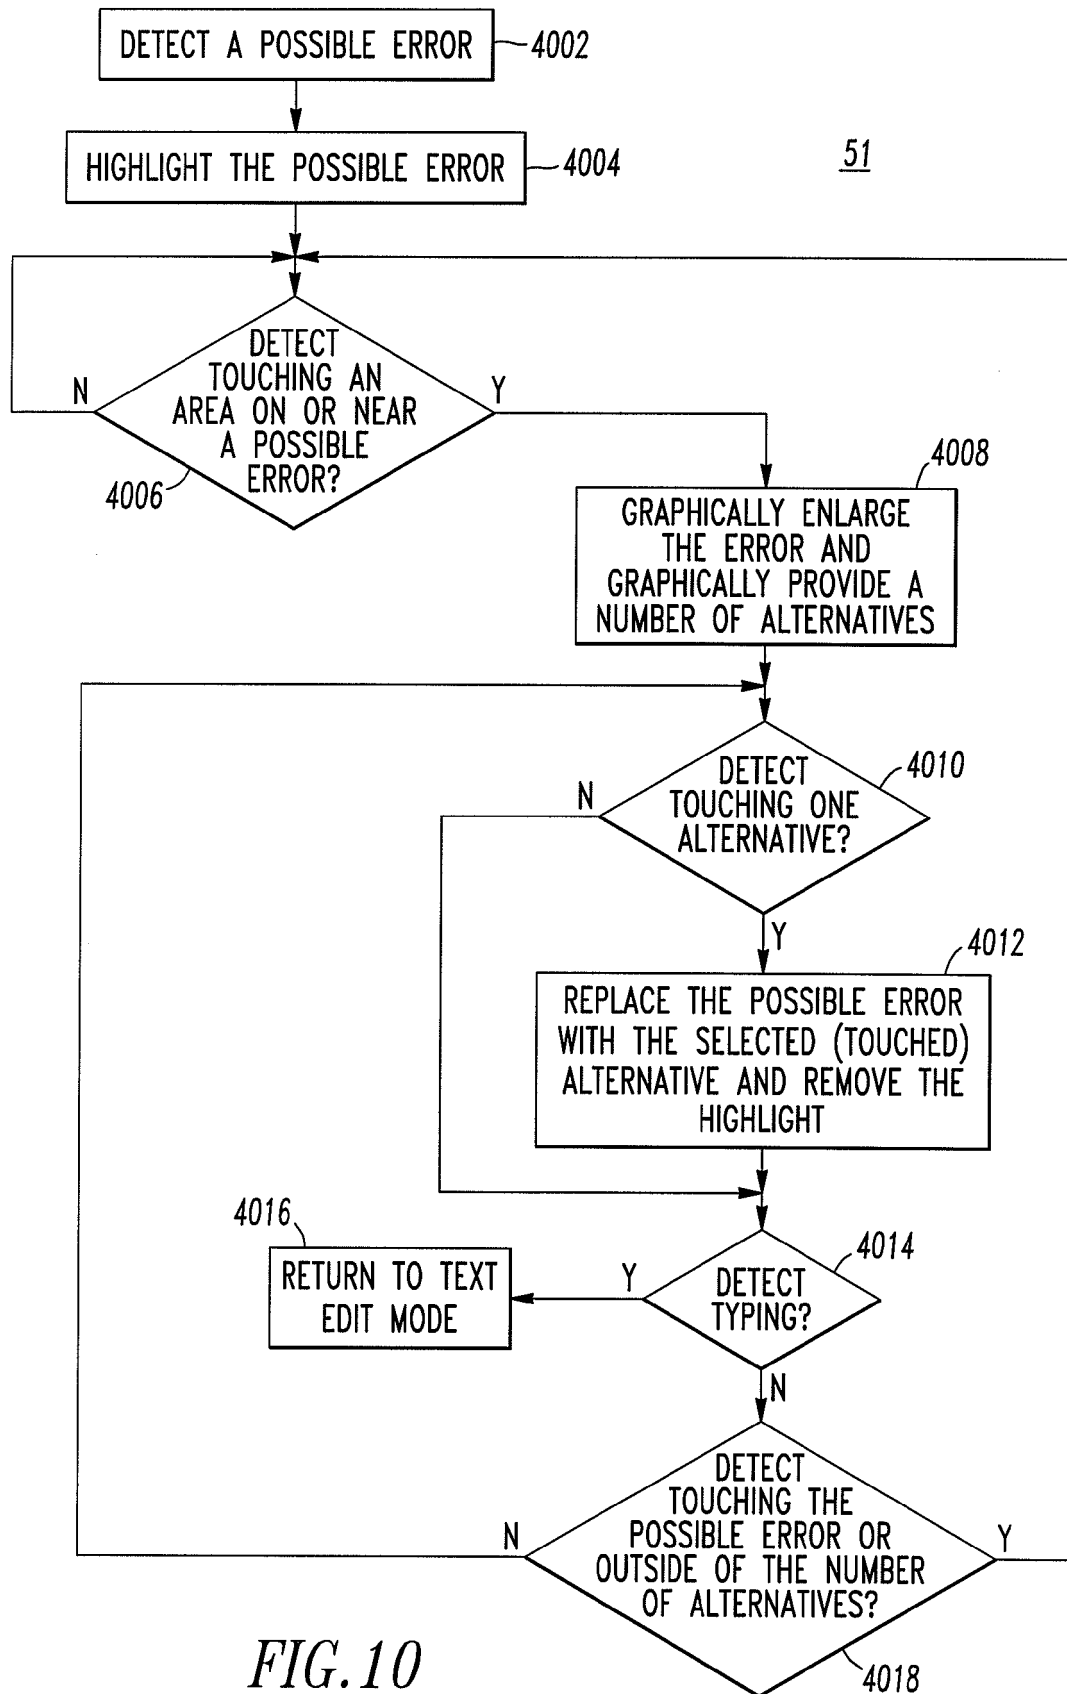 DETECT A POSSIBLE ERROR
4002
HIGHLIGHT THE POSSIBLE ERROR
4004
51
DETECT
TOUCHING AN
AREA ON OR NEAR
A POSSIBLE
ERROR?
N
Y
4006
4008
GRAPHICALLY ENLARGE
THE ERROR AND
GRAPHICALLY PROVIDE A
NUMBER OF ALTERNATIVES
4010
DETECT
TOUCHING ONE
ALTERNATIVE?
N
Y
4012
REPLACE THE POSSIBLE ERROR
WITH THE SELECTED (TOUCHED)
ALTERNATIVE AND REMOVE THE
HIGHLIGHT
4016
RETURN TO TEXT
EDIT MODE
Y
4014
DETECT
TYPING?
N
DETECT
TOUCHING THE
POSSIBLE ERROR OR
OUTSIDE OF THE NUMBER
OF ALTERNATIVES?
N
Y
4018
FIG.10